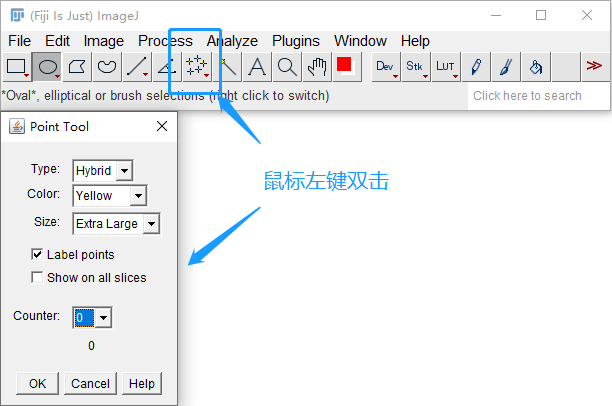 (Fiji Is Just) ImageJ
File Edit Image Process Analyze Plugins Window Help
A Dev Stk LUT >>
*Oval*, elliptical or brush selections (right click to switch)
Click here to search
Point Tool
Type: Hybrid
Color: Yellow
Size: Extra Large
Label points
Show on all slices
Counter: 0
0
OK Cancel Help
鼠标左键双击